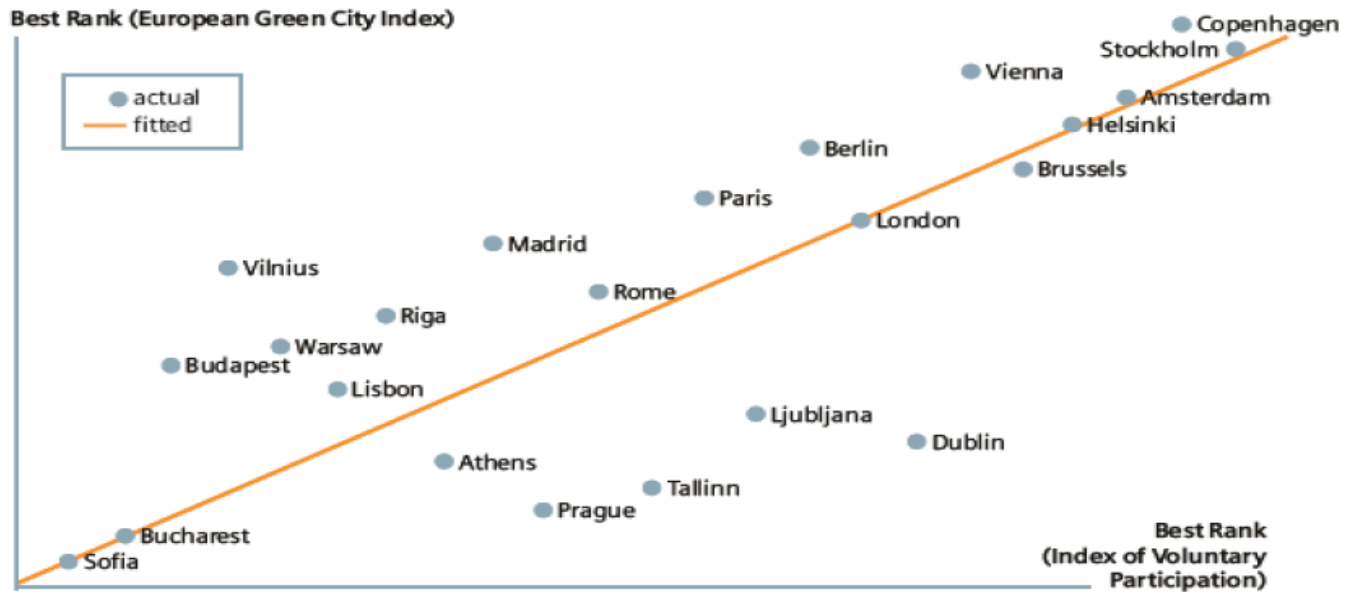 Best Rank (European Green City Index)
Copenhagen
Stockholm
Vienna
actual
Amsterdam
fitted
Helsinki
Berlin
Brussels
Paris
London
Madrid
Vilnius
Rome
Riga
Warsaw
Budapest
Lisbon
Ljubljana
Dublin
Athens
Tallinn
Prague
Bucharest
Sofia
Best Rank
(Index of Voluntary
Participation)